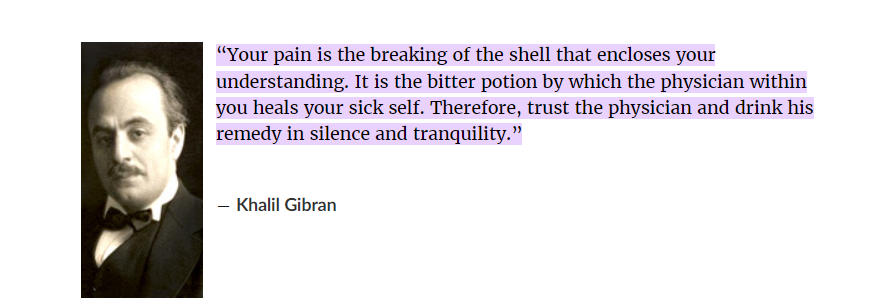 “Your pain is the breaking of the shell that encloses your
understanding. It is the bitter potion by which the physician within
you heals your sick self. Therefore, trust the physician and drink his
remedy in silence and tranquility.”
— Khalil Gibran